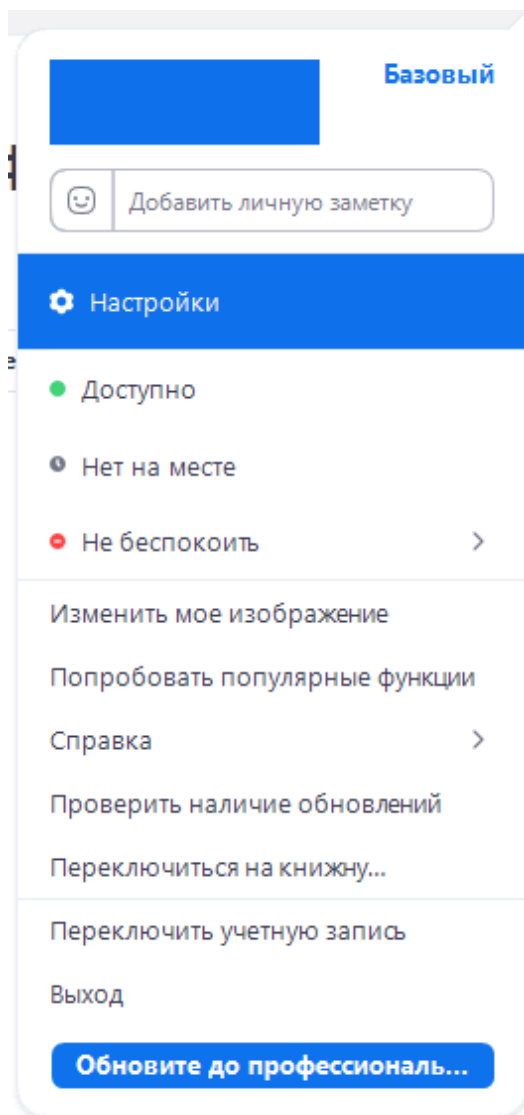 Базовый
Добавить личную заметку
Настройки
Доступно
Нет на месте
Не беспокоить
Изменить мое изображение
Попробовать популярные функции
Справка
Проверить наличие обновлений
Переключиться на книжну...
Переключить учетную запись
Выход
Обновите до профессиональ...